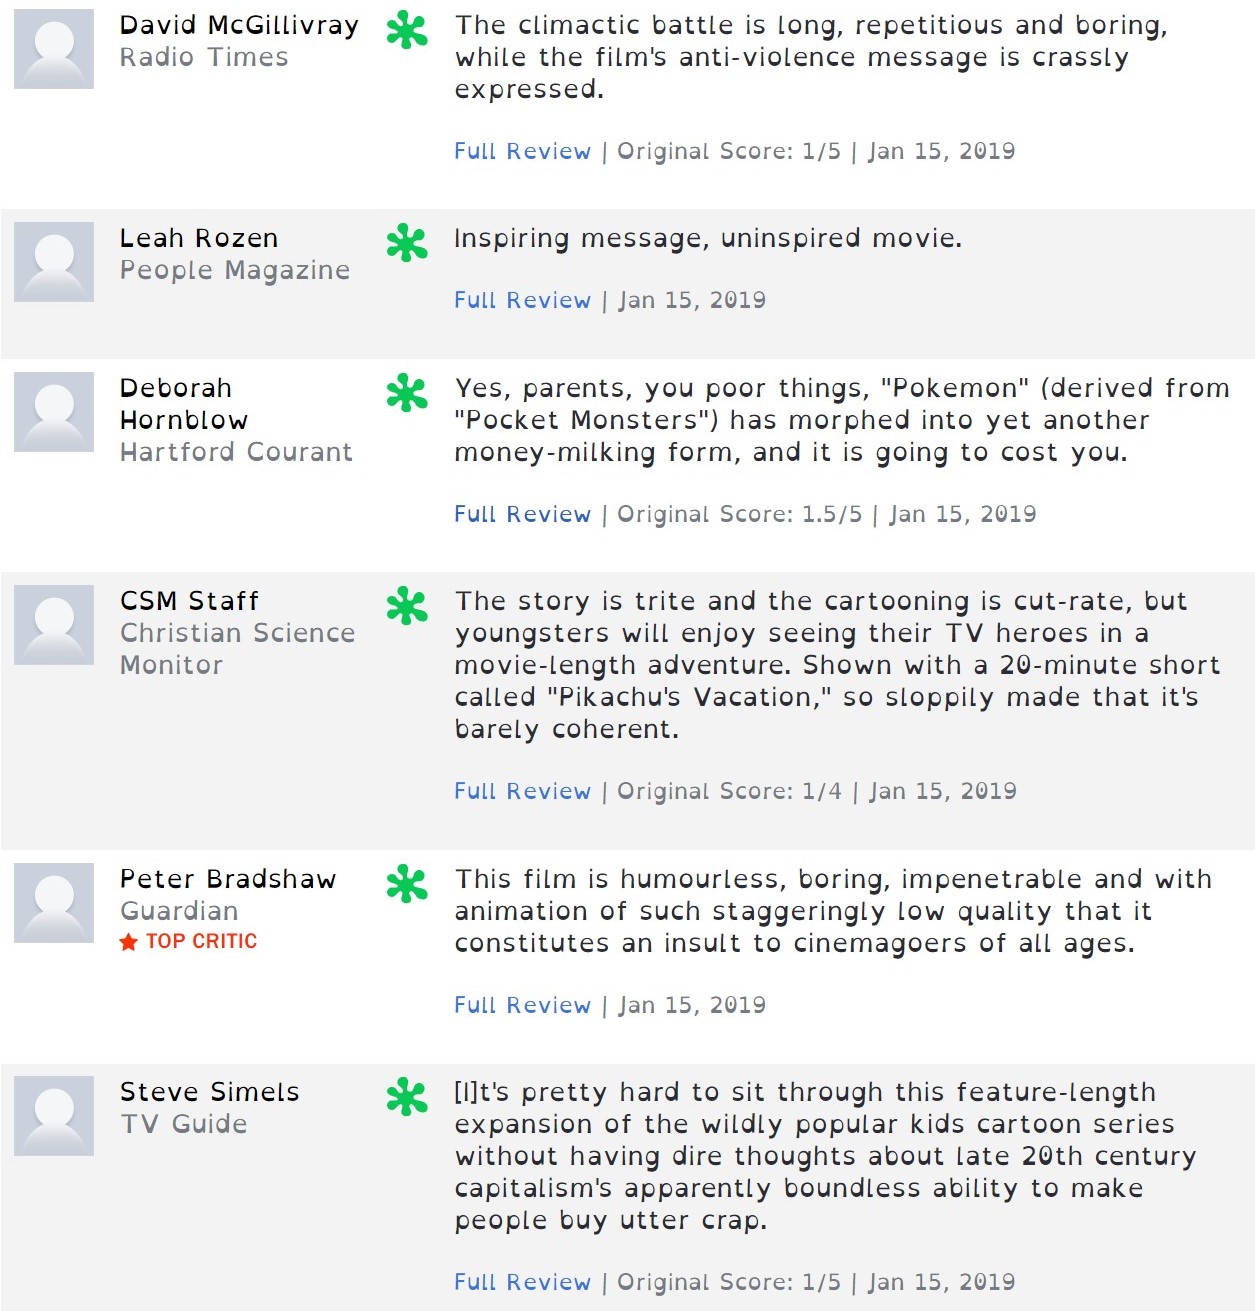 David McGillivray
Radio Times
The climactic battle is long, repetitious and boring,
while the film's anti-violence message is crassly
expressed.
Full Review | Original Score: 1/5 | Jan 15, 2019
Leah Rozen
People Magazine
Inspiring message, uninspired movie.
Full Review | Jan 15, 2019
Deborah
Hornblow
Hartford Courant
Yes, parents, you poor things, "Pokemon" (derived from
"Pocket Monsters") has morphed into yet another
money-milking form, and it is going to cost you.
Full Review | Original Score: 1.5/5 | Jan 15, 2019
CSM Staff
Christian Science
Monitor
The story is trite and the cartooning is cut-rate, but
youngsters will enjoy seeing their TV heroes in a
movie-length adventure. Shown with a 20-minute short
called "Pikachu's Vacation," so sloppily made that it's
barely coherent.
Full Review | Original Score: 1/4 | Jan 15, 2019
Peter Bradshaw
Guardian
TOP CRITIC
This film is humourless, boring, impenetrable and with
animation of such staggeringly low quality that it
constitutes an insult to cinemagoers of all ages.
Full Review | Jan 15, 2019
Steve Simels
TV Guide
[I]t's pretty hard to sit through this feature-length
expansion of the wildly popular kids cartoon series
without having dire thoughts about late 20th century
capitalism's apparently boundless ability to make
people buy utter crap.
Full Review | Original Score: 1/5 | Jan 15, 2019